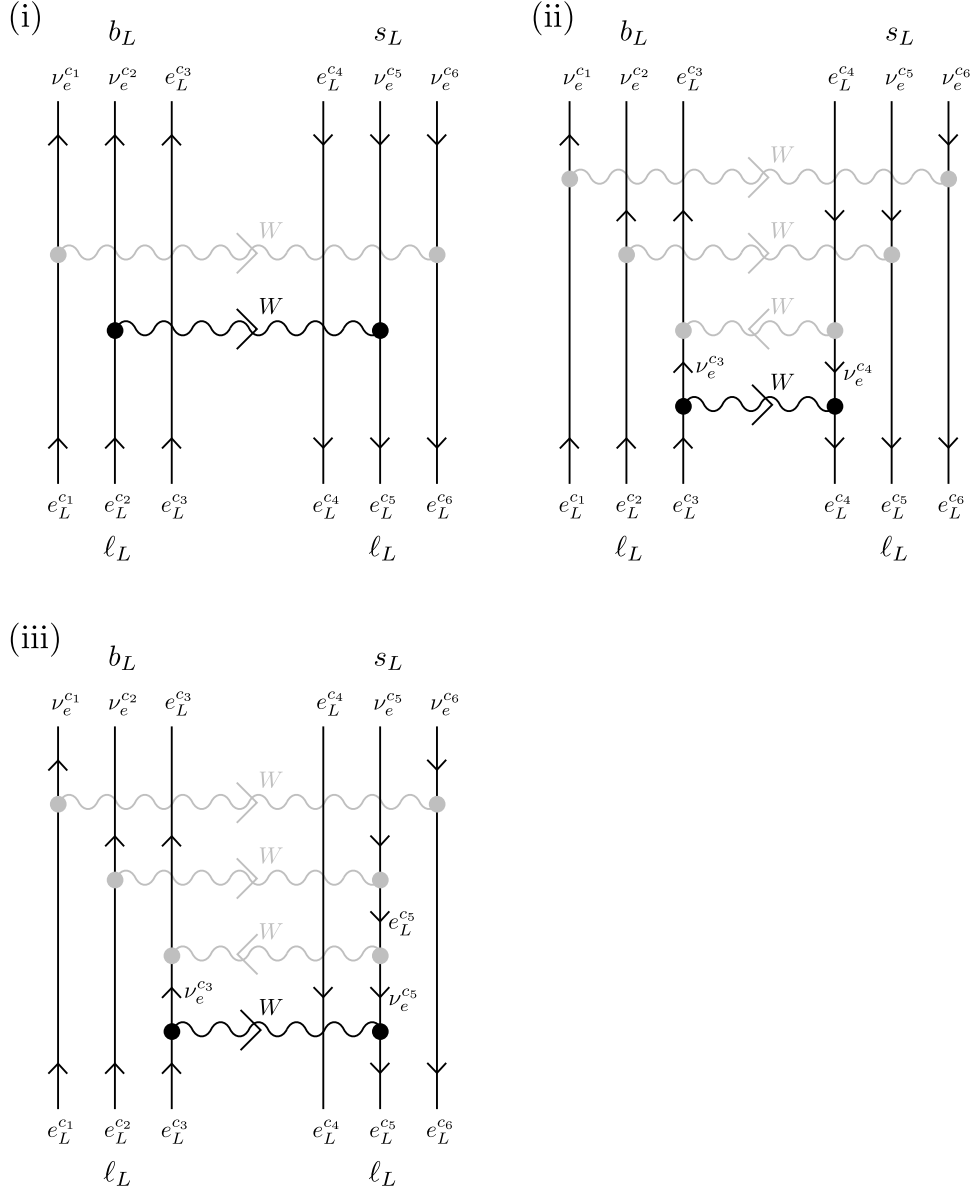 (i)
b_L s_L
ν_e^{c_1} ν_e^{c_2} e_L^{c_3} e_L^{c_4} ν_e^{c_5} ν_e^{c_6}
W
W
e_L^{c_1} e_L^{c_2} e_L^{c_3} e_L^{c_4} e_L^{c_5} e_L^{c_6}
ℓ_L ℓ_L
(ii)
b_L s_L
ν_e^{c_1} ν_e^{c_2} e_L^{c_3} e_L^{c_4} ν_e^{c_5} ν_e^{c_6}
W
W
W
ν_e^{c_3} W ν_e^{c_4}
e_L^{c_1} e_L^{c_2} e_L^{c_3} e_L^{c_4} e_L^{c_5} e_L^{c_6}
ℓ_L ℓ_L
(iii)
b_L s_L
ν_e^{c_1} ν_e^{c_2} e_L^{c_3} e_L^{c_4} ν_e^{c_5} ν_e^{c_6}
W
W
e_L^{c_5}
W
ν_e^{c_3} W ν_e^{c_5}
e_L^{c_1} e_L^{c_2} e_L^{c_3} e_L^{c_4} e_L^{c_5} e_L^{c_6}
ℓ_L ℓ_L